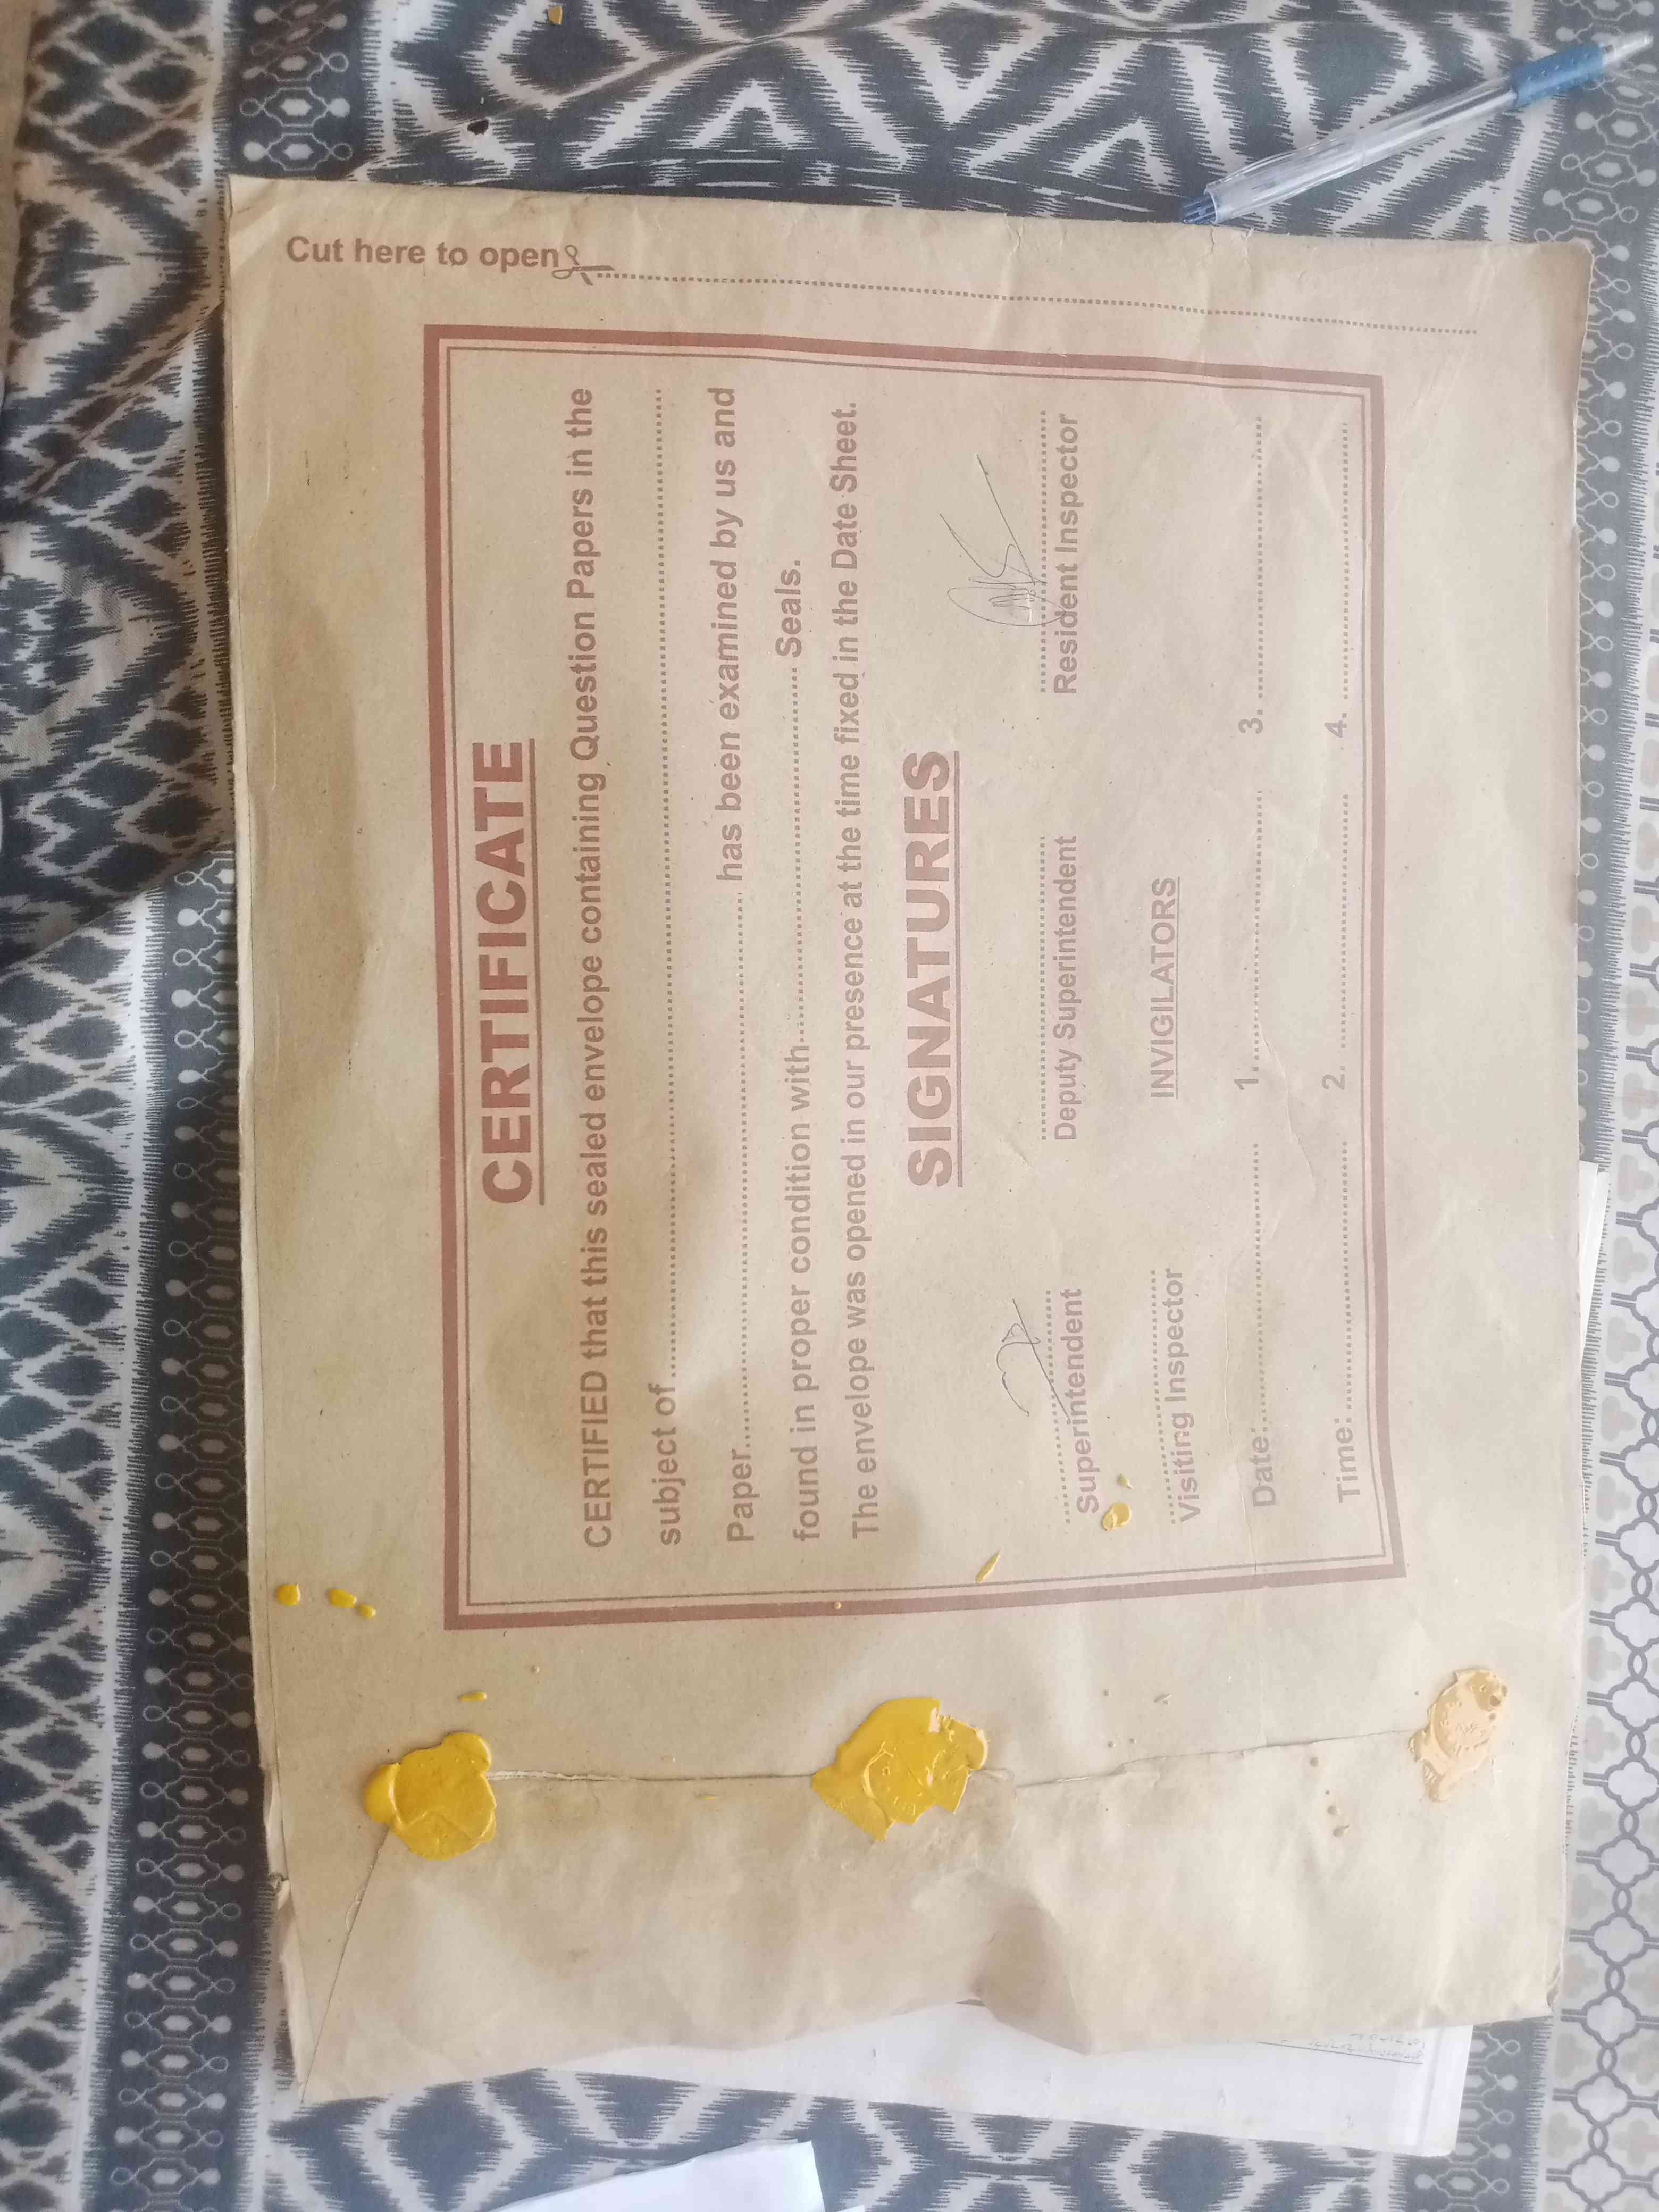 Cut here to open
CERTIFICATE
CERTIFIED that this sealed envelope containing Question Papers in the
subject of..........
Paper.......... has been examined by us and
found in proper condition with.......... Seals.
The envelope was opened in our presence at the time fixed in the Date Sheet.
SIGNATURES
Superintendent Deputy Superintendent Resident Inspector
Visiting Inspector INVIGILATORS
Date:.......... 1.......... 3..........
Time:.......... 2.......... 4..........